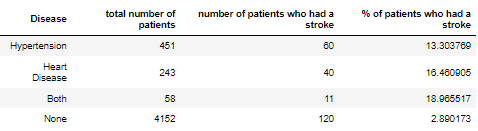 Disease total number of patients number of patients who had a stroke % of patients who had a stroke
Hypertension 451 60 13.303769
Heart Disease 243 40 16.460905
Both 58 11 18.965517
None 4152 120 2.890173